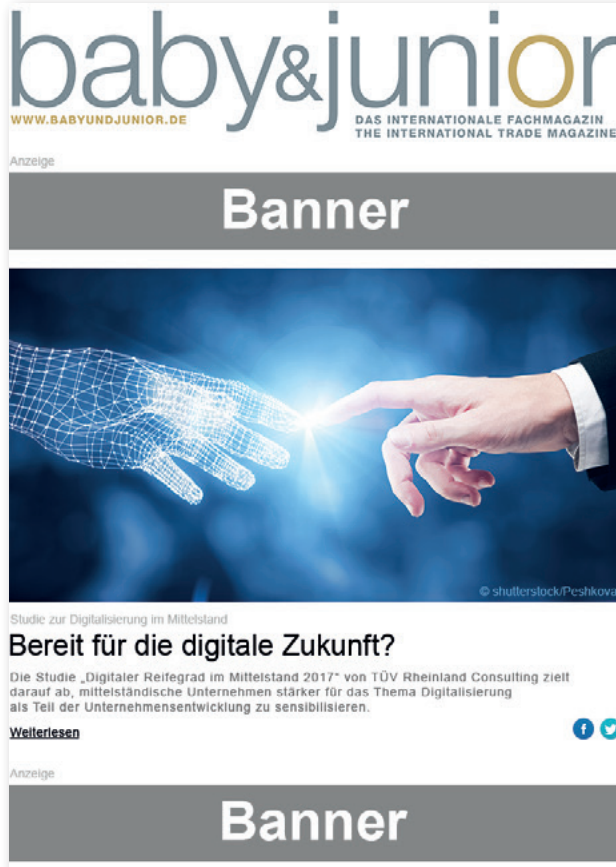 baby&junior
WWW.BABYUNDJUNIOR.DE
DAS INTERNATIONALE FACHMAGAZIN
THE INTERNATIONAL TRADE MAGAZINE
Anzeige
Banner
© shutterstock/Peshkova
Studie zur Digitalisierung im Mittelstand
Bereit für die digitale Zukunft?
Die Studie „Digitaler Reifegrad im Mittelstand 2017“ von TÜV Rheinland Consulting zielt
darauf ab, mittelständische Unternehmen stärker für das Thema Digitalisierung
als Teil der Unternehmensentwicklung zu sensibilisieren.
Weiterlesen
Anzeige
Banner